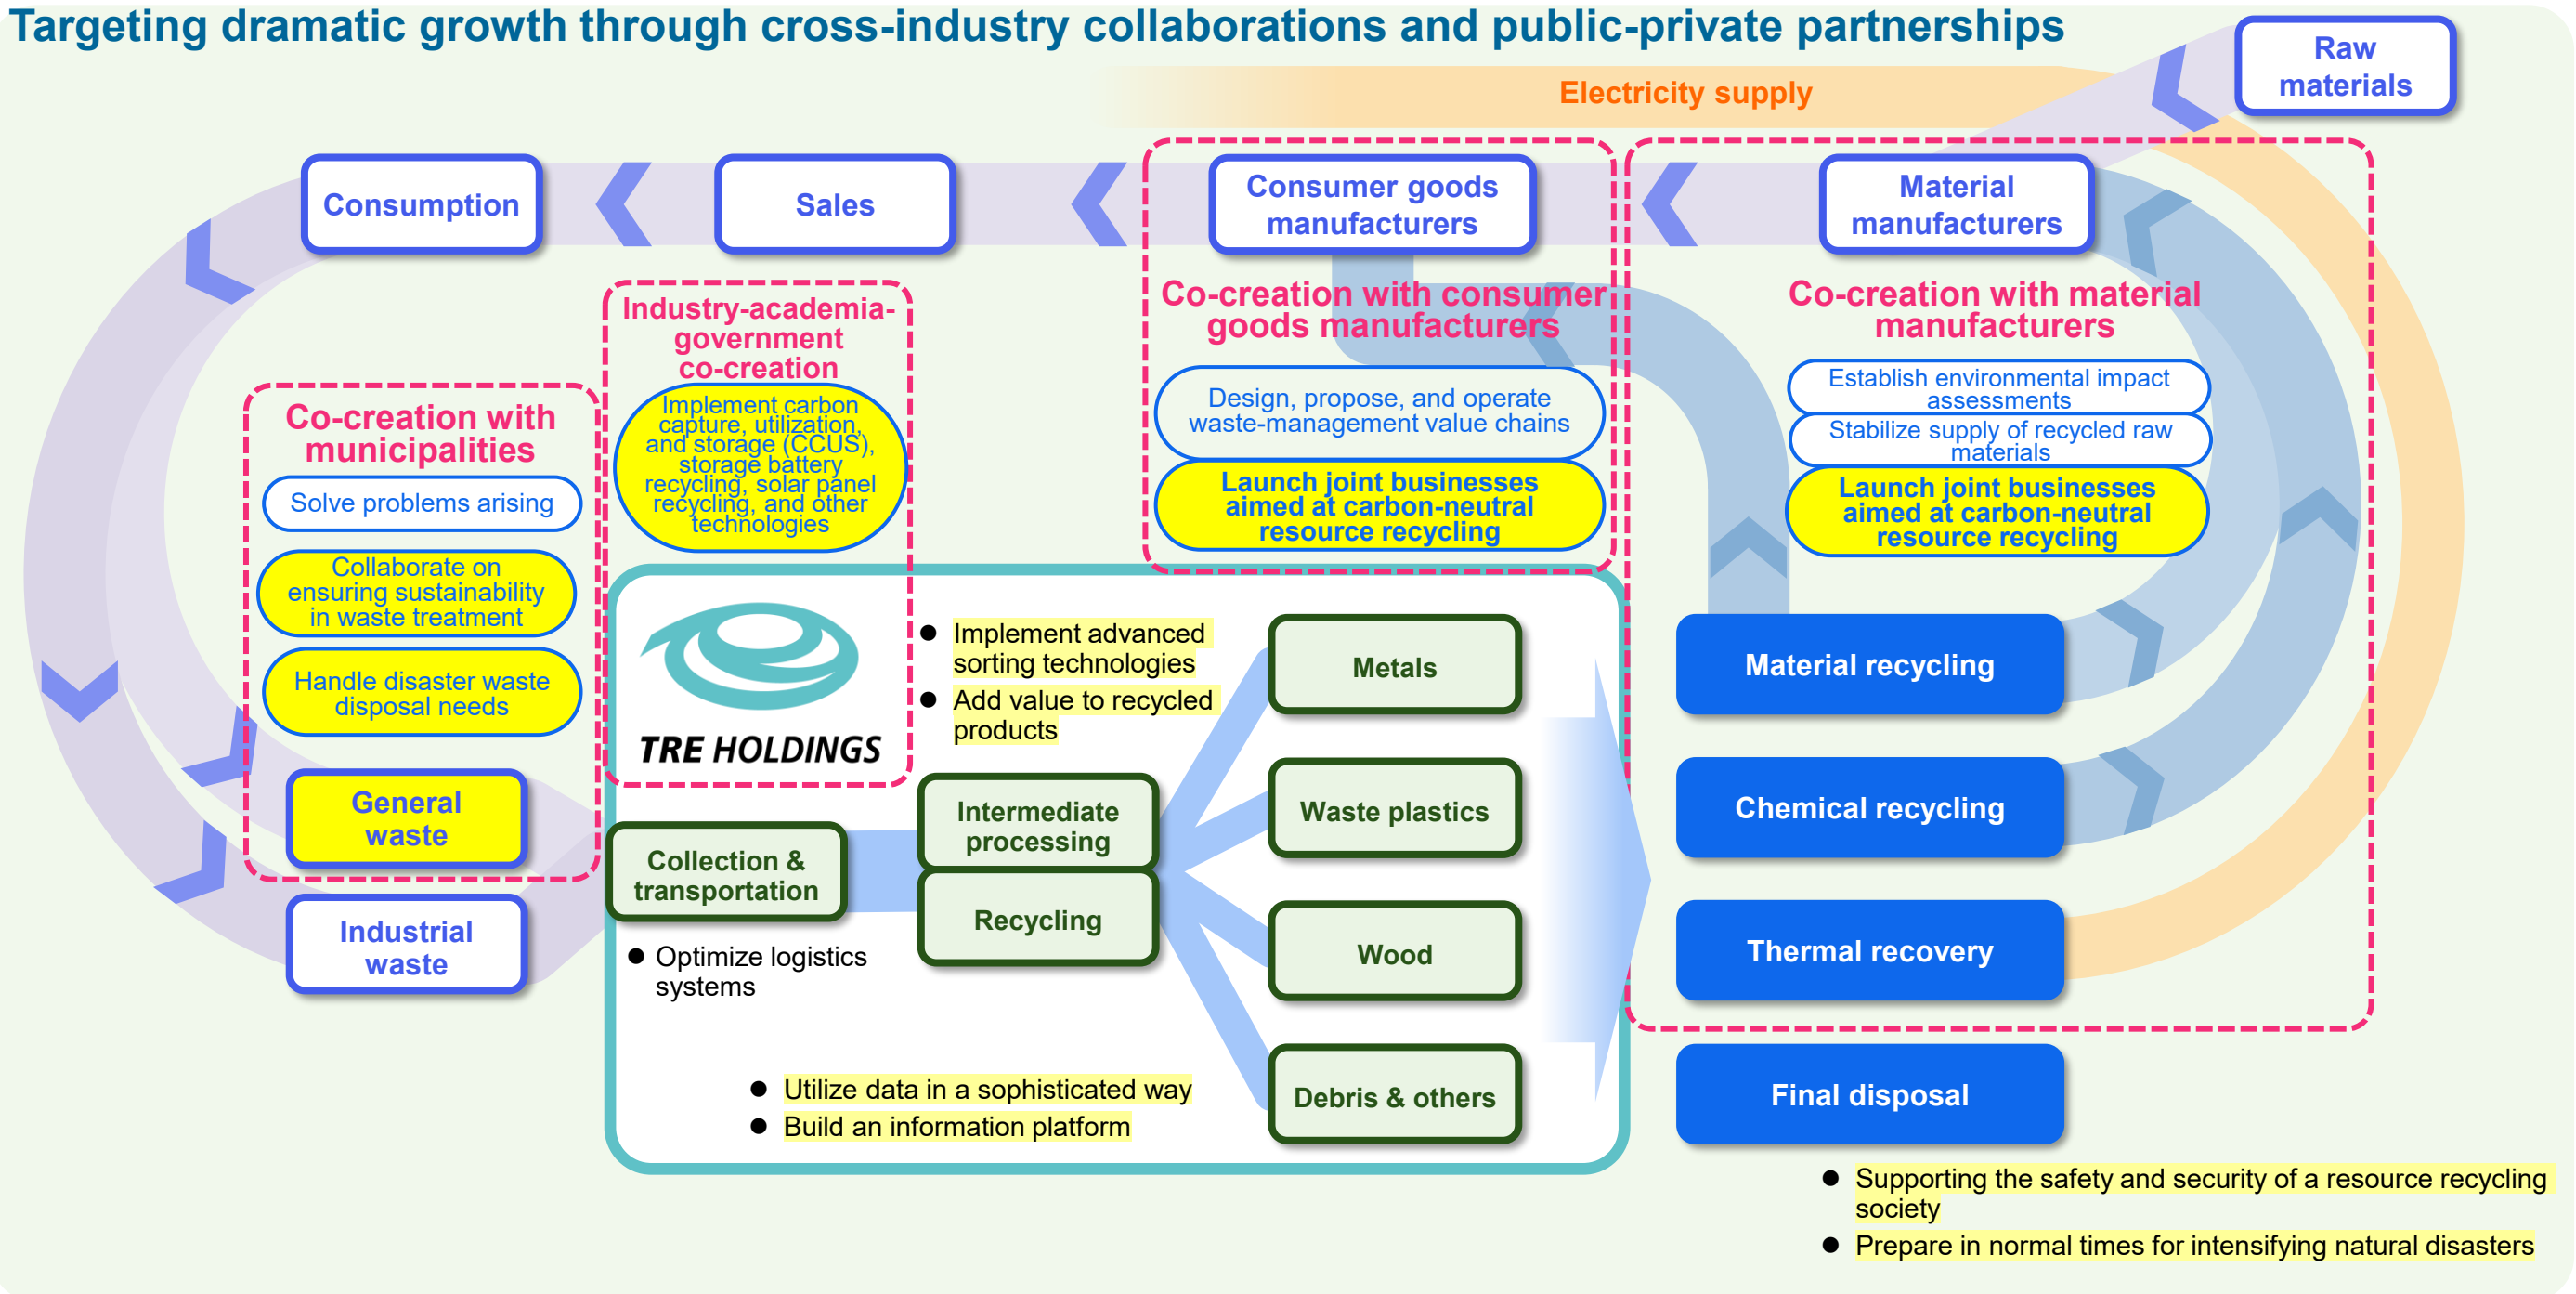 Targeting dramatic growth through cross-industry collaborations and public-private partnerships
Raw
materials
Electricity supply
Consumption
Sales
Consumer goods
manufacturers
Material
manufacturers
Co-creation with
municipalities
Solve problems arising
Collaborate on
ensuring sustainability
in waste treatment
Handle disaster waste
disposal needs
General
waste
Industrial
waste
Industry-academia-
government
co-creation
Implement carbon
capture, utilization,
and storage (CCUS),
storage battery
recycling, solar panel
recycling, and other
technologies
Co-creation with consumer
goods manufacturers
Design, propose, and operate
waste-management value chains
Launch joint businesses
aimed at carbon-neutral
resource recycling
Co-creation with material
manufacturers
Establish environmental impact
assessments
Stabilize supply of recycled raw
materials
Launch joint businesses
aimed at carbon-neutral
resource recycling
TRE HOLDINGS
● Implement advanced
sorting technologies
● Add value to recycled
products
Collection &
transportation
● Optimize logistics
systems
Intermediate
processing
Recycling
● Utilize data in a sophisticated way
● Build an information platform
Metals
Waste plastics
Wood
Debris & others
Material recycling
Chemical recycling
Thermal recovery
Final disposal
● Supporting the safety and security of a resource recycling
society
● Prepare in normal times for intensifying natural disasters